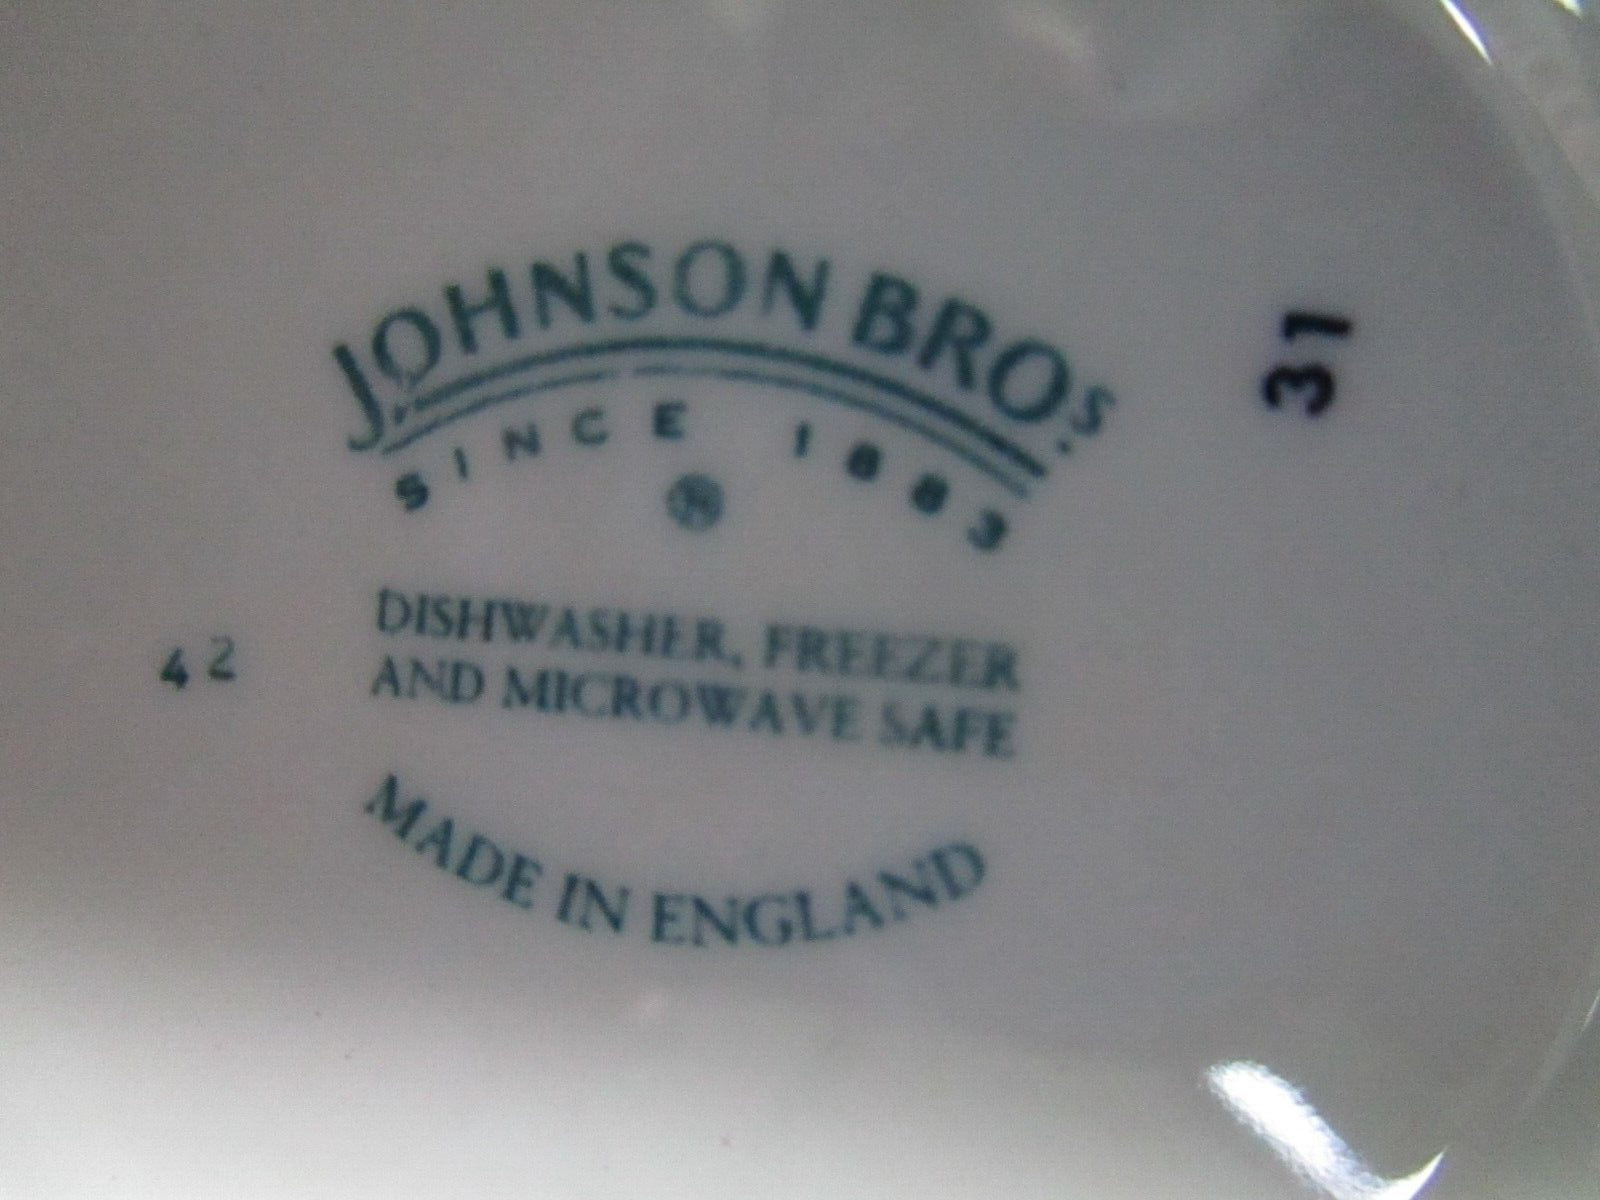 JOHNSON BROS.
SINCE 1883
®
DISHWASHER, FREEZER
AND MICROWAVE SAFE
MADE IN ENGLAND
42
31